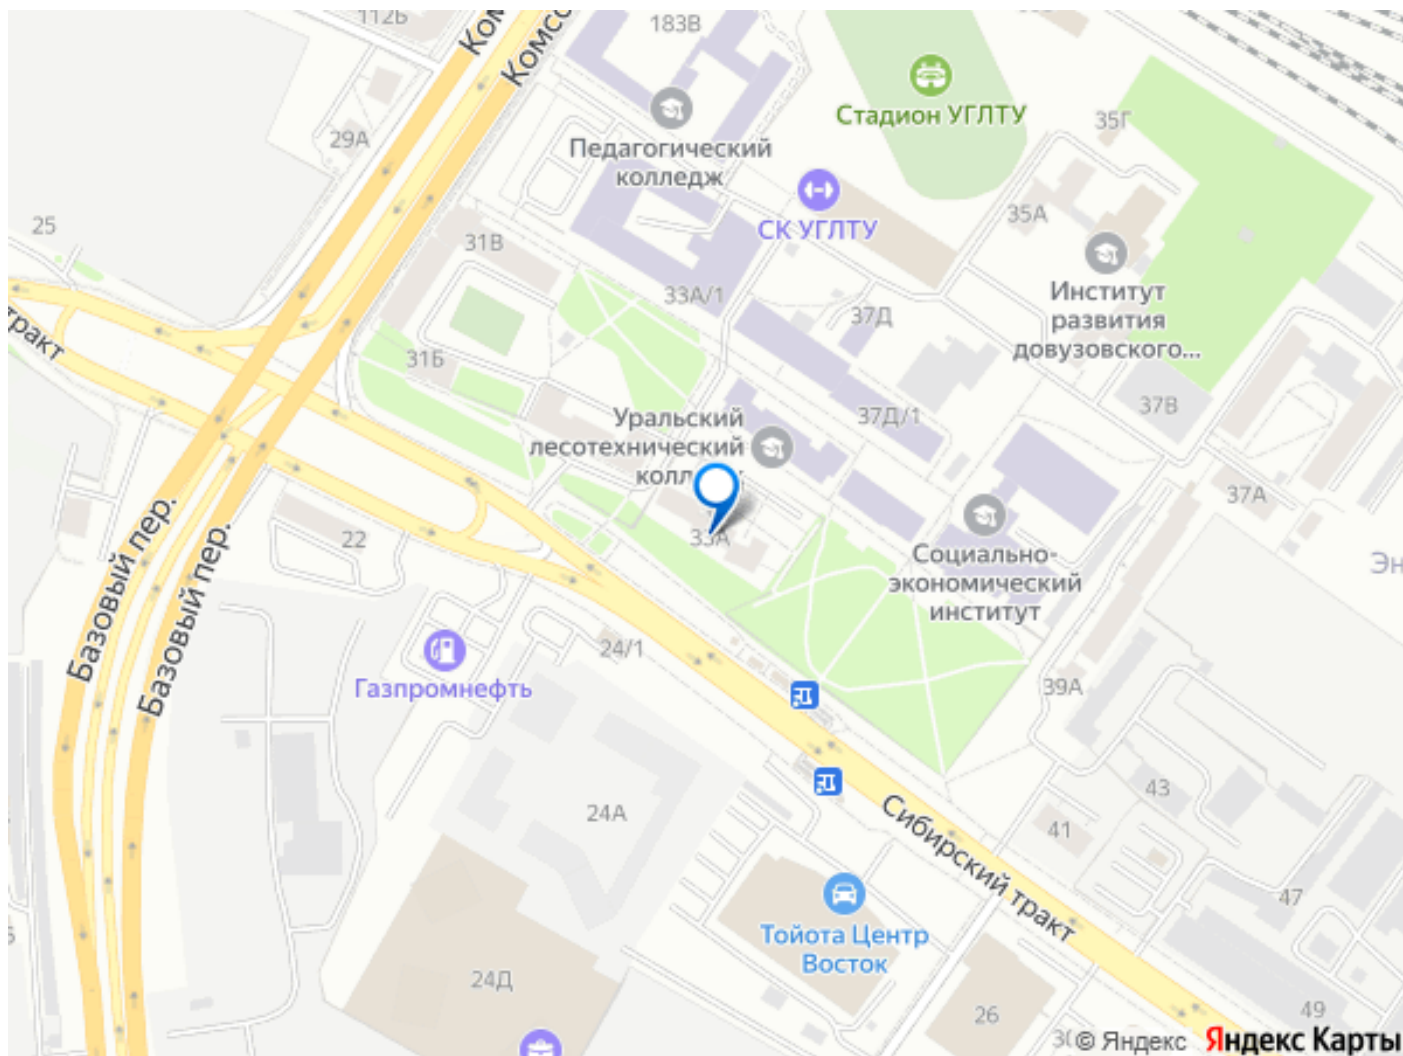 112Б
Комсо
Ком
183В
29А
Педагогический
колледж
Стадион УГЛТУ
35Г
СК УГЛТУ
35А
25
31В
33А/1
37Д
Институт
развития
довузовского...
тракт
31Б
37В
37Д/1
Уральский
лесотехнический
колл
37А
33А
Социально-
экономический
институт
Эн
22
Базовый пер.
Базовый пер.
24/1
Газпромнефть
39А
43
24А
41
Сибирский тракт
47
Тойота Центр
Восток
24Д
26
49
© Яндекс Яндекс Карты